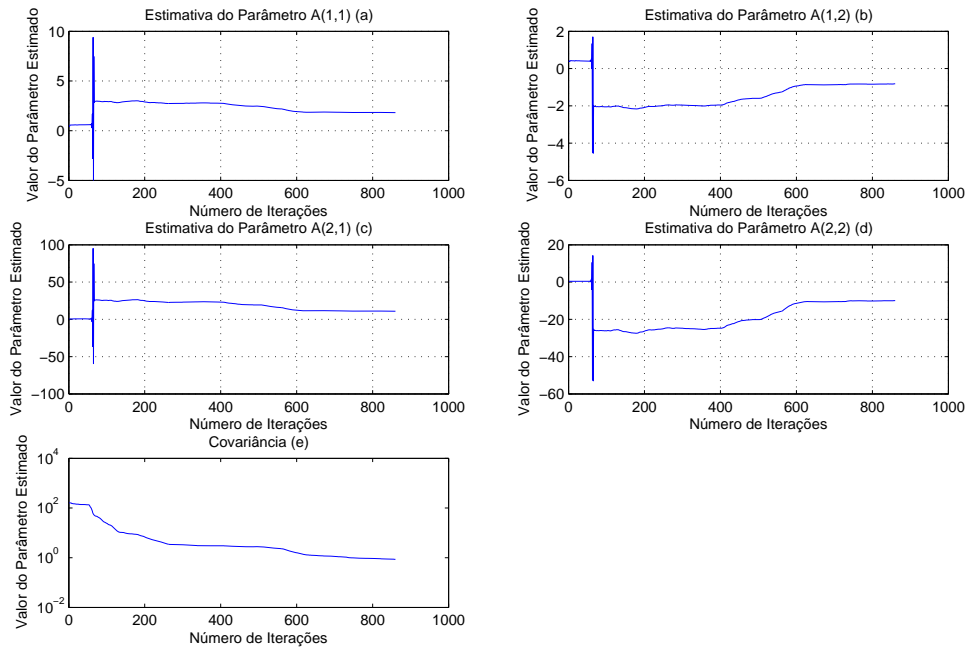 Estimativa do Parâmetro A(1,1) (a)
Valor do Parâmetro Estimado
10
5
0
−5
0 200 400 600 800 1000
Número de Iterações
Estimativa do Parâmetro A(1,2) (b)
Valor do Parâmetro Estimado
2
0
−2
−4
−6
0 200 400 600 800 1000
Número de Iterações
Estimativa do Parâmetro A(2,1) (c)
Valor do Parâmetro Estimado
100
50
0
−50
−100
0 200 400 600 800 1000
Número de Iterações
Estimativa do Parâmetro A(2,2) (d)
Valor do Parâmetro Estimado
20
0
−20
−40
−60
0 200 400 600 800 1000
Número de Iterações
Covariância (e)
Valor do Parâmetro Estimado
10^4
10^2
10^0
10^−2
0 200 400 600 800 1000
Número de Iterações